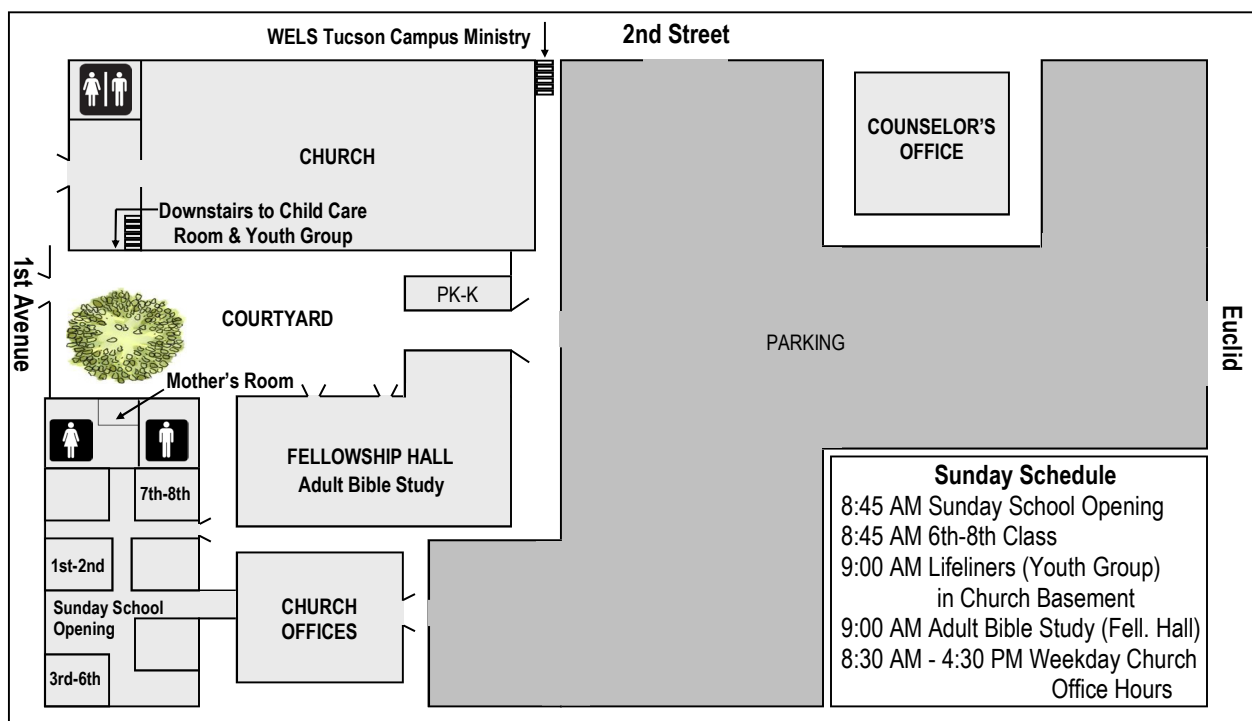 WELS Tucson Campus Ministry
2nd Street
CHURCH
COUNSELOR'S
OFFICE
Downstairs to Child Care
Room & Youth Group
1st Avenue
PK-K
COURTYARD
PARKING
Euclid
Mother's Room
FELLOWSHIP HALL
Adult Bible Study
7th-8th
1st-2nd
Sunday School
Opening
CHURCH
OFFICES
3rd-6th
Sunday Schedule
8:45 AM Sunday School Opening
8:45 AM 6th-8th Class
9:00 AM Lifeliners (Youth Group)
in Church Basement
9:00 AM Adult Bible Study (Fell. Hall)
8:30 AM - 4:30 PM Weekday Church
Office Hours